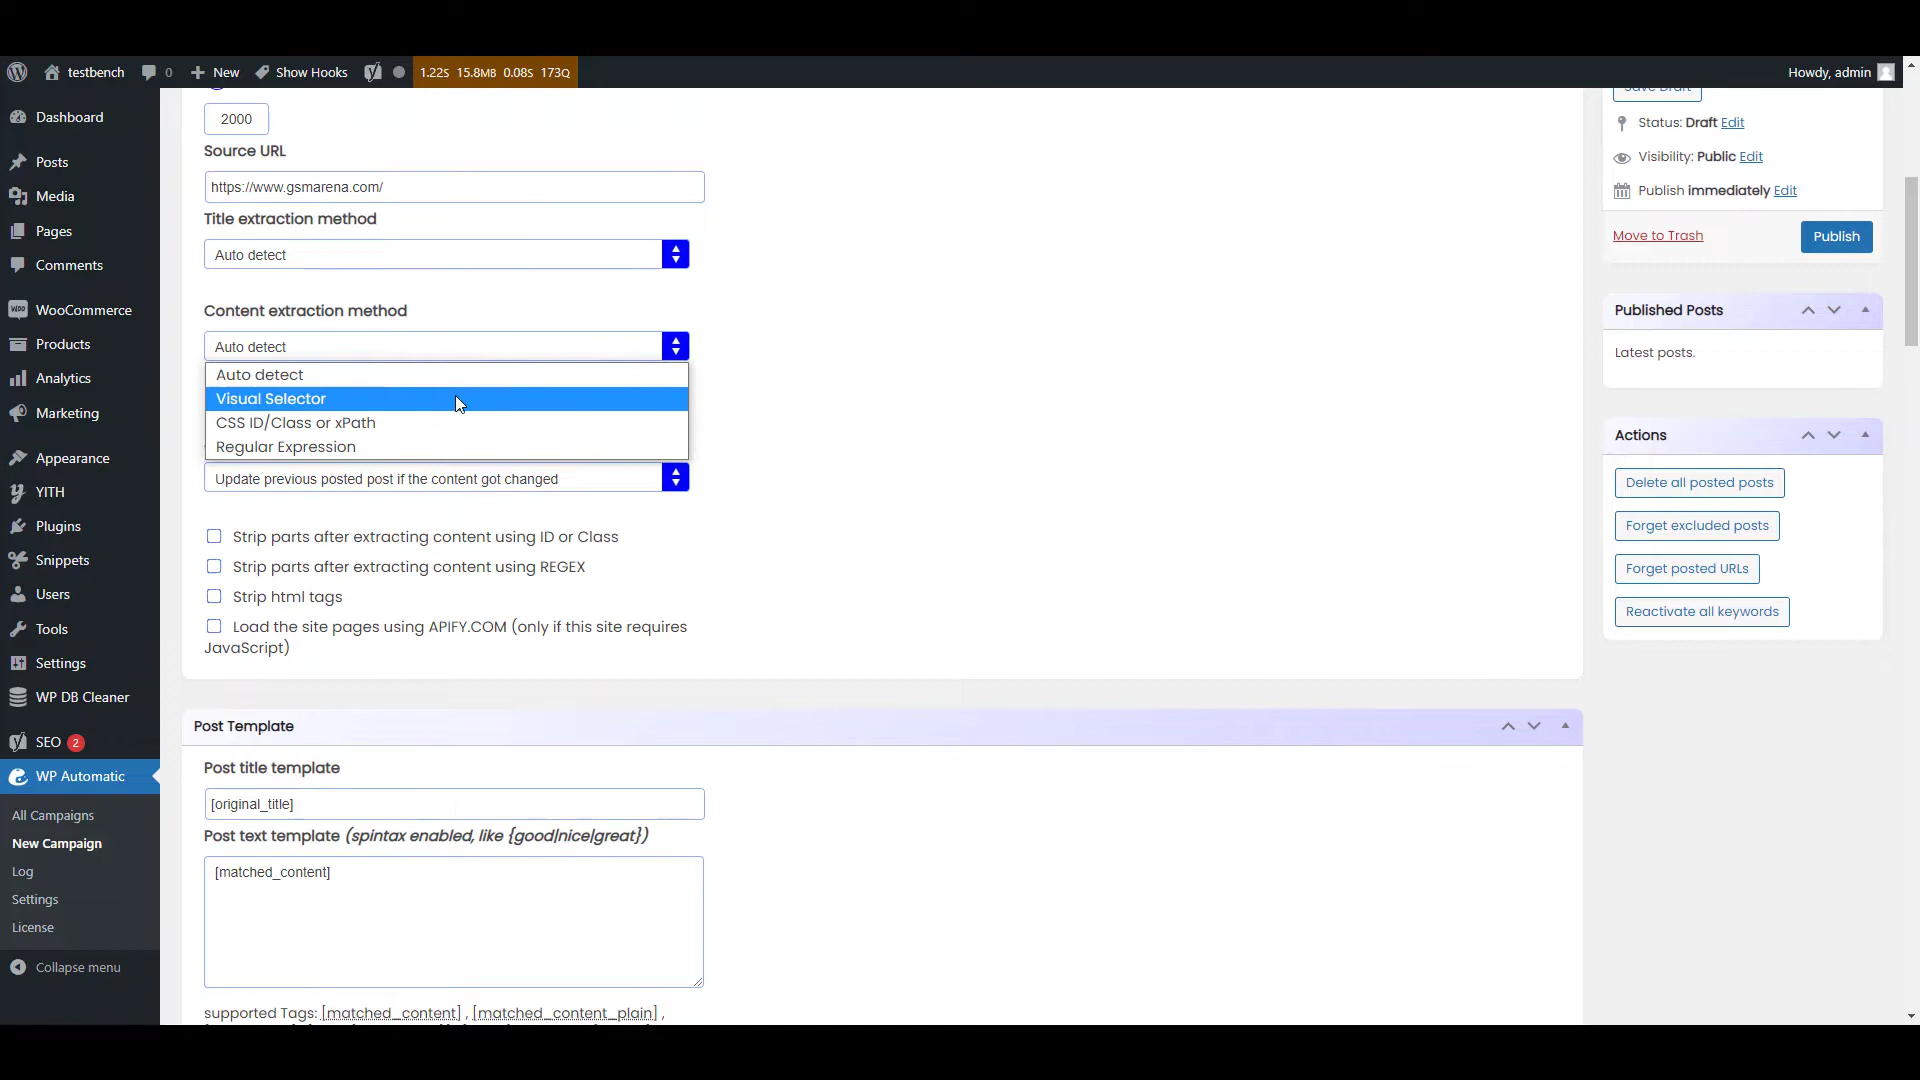 testbench
0
New
Show Hooks
1.22S 15.8MB 0.08S 173Q
Howdy, admin
Dashboard
Posts
Media
Pages
Comments
WooCommerce
Products
Analytics
Marketing
Appearance
YITH
Plugins
Snippets
Users
Tools
Settings
WP DB Cleaner
SEO 2
WP Automatic
All Campaigns
New Campaign
Log
Settings
License
Collapse menu
2000
Source URL
https://www.gsmarena.com/
Title extraction method
Auto detect
Content extraction method
Auto detect
Auto detect
Visual Selector
CSS ID/Class or xPath
Regular Expression
Update previous posted post if the content got changed
Strip parts after extracting content using ID or Class
Strip parts after extracting content using REGEX
Strip html tags
Load the site pages using APIFY.COM (only if this site requires
JavaScript)
Post Template
Post title template
[original_title]
Post text template (spintax enabled, like {good|nice|great})
[matched_content]
supported Tags: [matched_content] , [matched_content_plain] ,
Save Draft
Status: Draft Edit
Visibility: Public Edit
Publish immediately Edit
Move to Trash
Publish
Published Posts
Latest posts.
Actions
Delete all posted posts
Forget excluded posts
Forget posted URLs
Reactivate all keywords